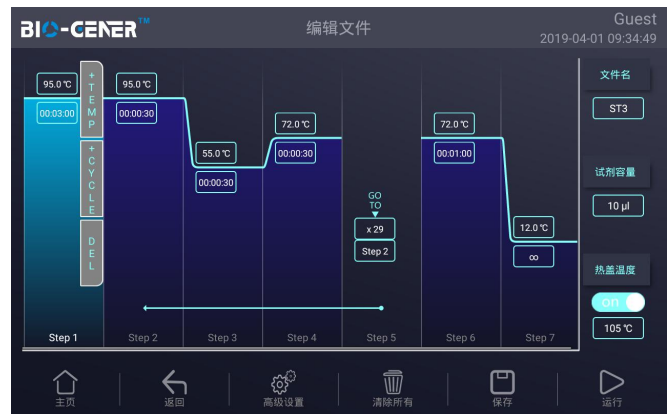 BIO-GENER™
编辑文件
Guest
2019-04-01 09:34:49
95.0 ℃
00:03:00
+TEMP
+CYCLE
DEL
95.0 ℃
00:00:30
55.0 ℃
00:00:30
72.0 ℃
00:00:30
GO
TO
x 29
Step 2
72.0 ℃
00:01:00
12.0 ℃
∞
Step 1
Step 2
Step 3
Step 4
Step 5
Step 6
Step 7
文件名
ST3
试剂容量
10 μl
热盖温度
on
105 ℃
主页
返回
高级设置
清除所有
保存
运行